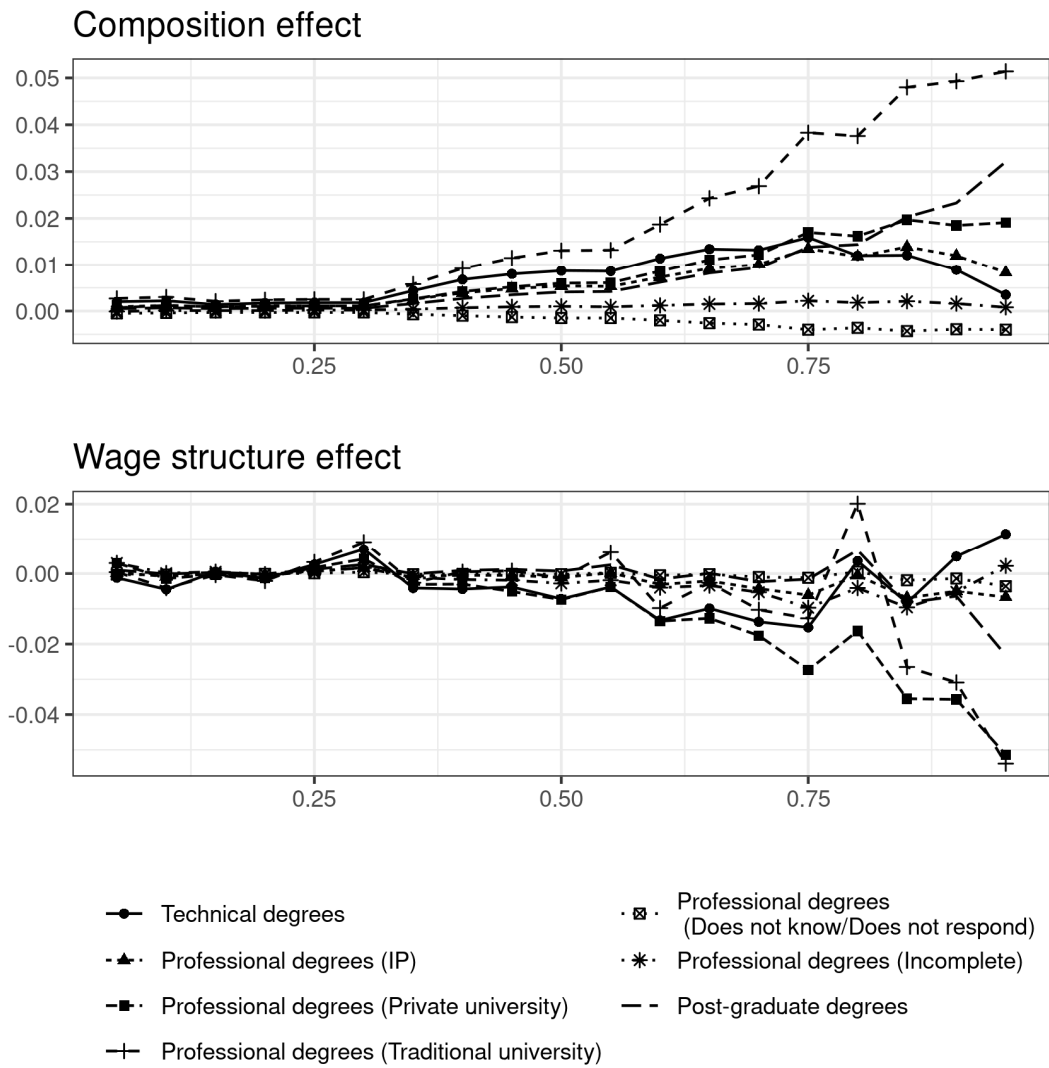 Composition effect
0.05
0.04
0.03
0.02
0.01
0.00
0.25 0.50 0.75
Wage structure effect
0.02
0.00
-0.02
-0.04
0.25 0.50 0.75
Technical degrees
Professional degrees (IP)
Professional degrees (Private university)
Professional degrees (Traditional university)
Professional degrees
(Does not know/Does not respond)
Professional degrees (Incomplete)
Post-graduate degrees